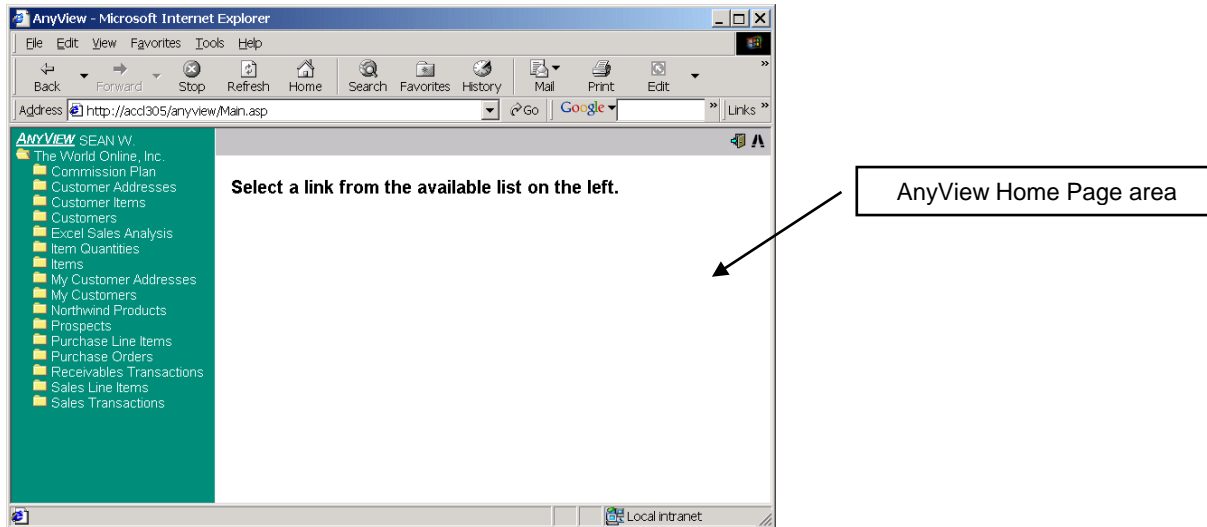 AnyView - Microsoft Internet Explorer
File Edit View Favorites Tools Help
Back Forward Stop Refresh Home Search Favorites History Mail Print Edit »
Address http://accl305/anyview/Main.asp Go Google » Links »
ANYVIEW SEAN W.
The World Online, Inc.
Commission Plan
Customer Addresses
Customer Items
Customers
Excel Sales Analysis
Item Quantities
Items
My Customer Addresses
My Customers
Northwind Products
Prospects
Purchase Line Items
Purchase Orders
Receivables Transactions
Sales Line Items
Sales Transactions
Select a link from the available list on the left.
AnyView Home Page area
Local intranet